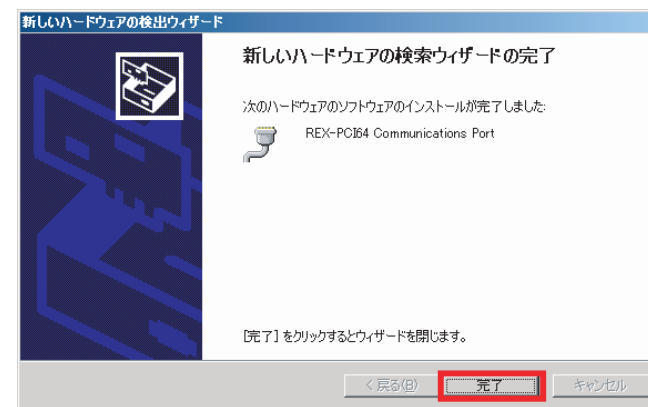 新しいハードウェアの検出ウィザード
新しいハードウェアの検索ウィザードの完了
次のハードウェアのソフトウェアのインストールが完了しました:
REX-PCI64 Communications Port
[完了] をクリックするとウィザードを閉じます。
< 戻る(B) 完了 キャンセル